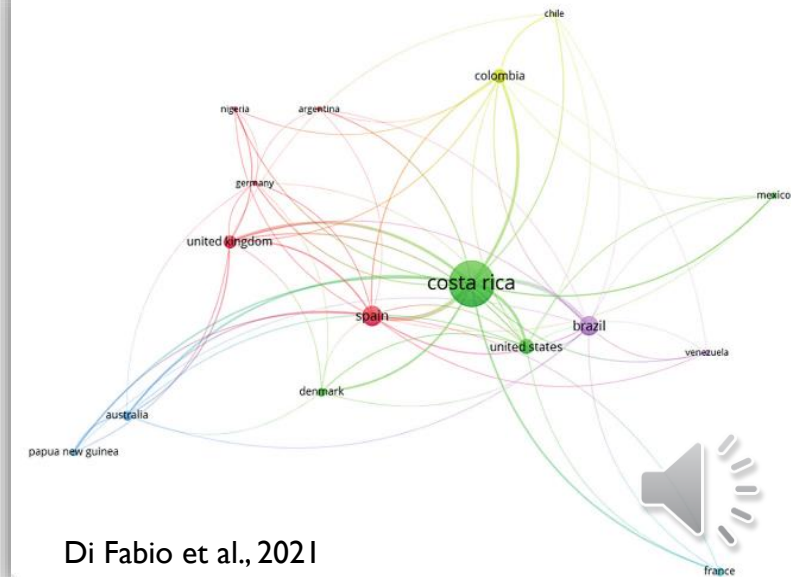 chile
colombia
nigeria
argentina
germany
mexico
united kingdom
costa rica
spain
brazil
united states
venezuela
denmark
australia
papua new guinea
Di Fabio et al., 2021
france